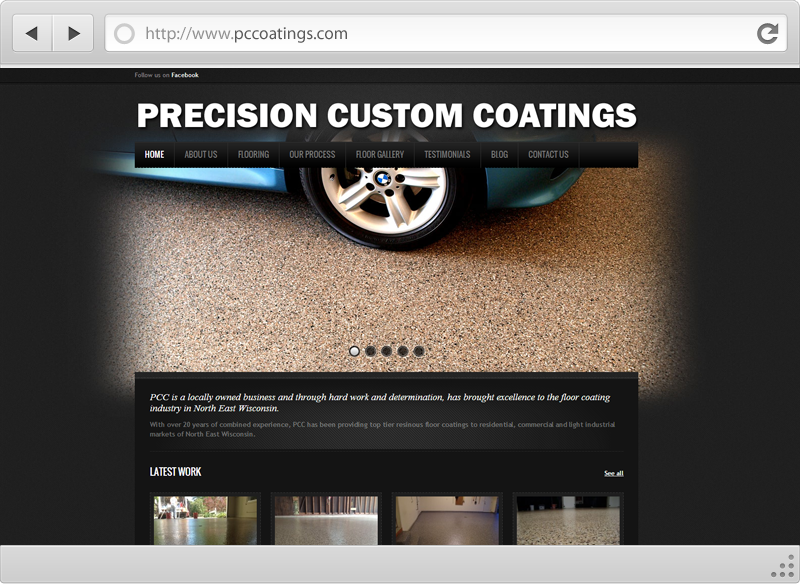 http://www.pccoatings.com
Follow us on Facebook
PRECISION CUSTOM COATINGS
HOME ABOUT US FLOORING OUR PROCESS FLOOR GALLERY TESTIMONIALS BLOG CONTACT US
PCC is a locally owned business and through hard work and determination, has brought excellence to the floor coating
industry in North East Wisconsin.
With over 20 years of combined experience, PCC has been providing top tier resinous floor coatings to residential, commercial and light industrial
markets of North East Wisconsin.
LATEST WORK See all